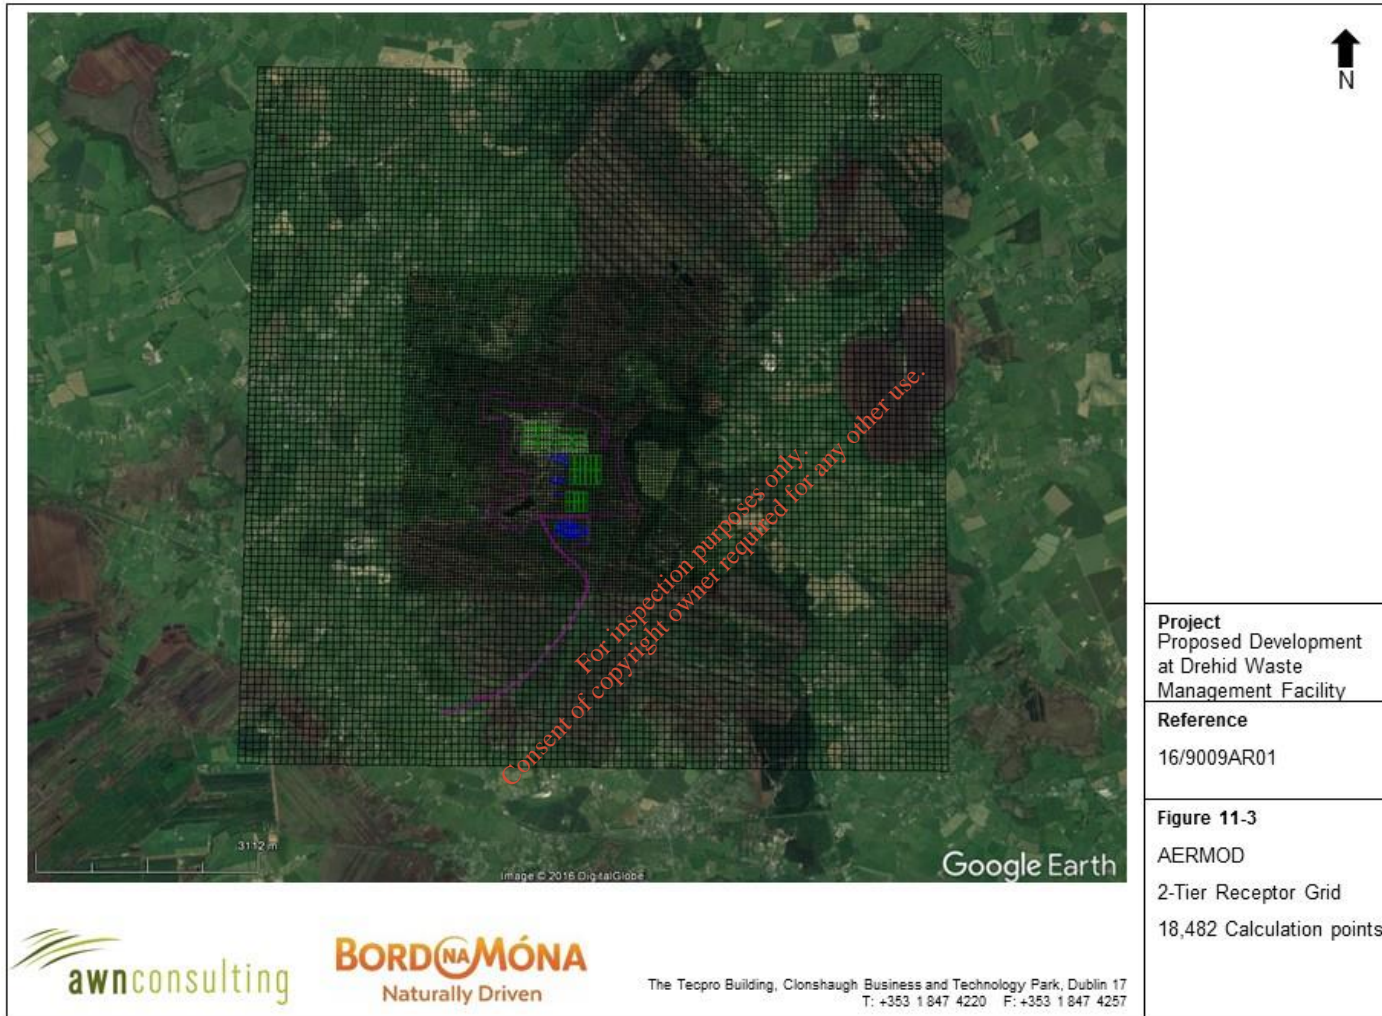 N
For inspection purposes only.
Consent of copyright owner required for any other use.
3112 m
Image © 2016 DigitalGlobe
Google Earth
Project
Proposed Development
at Drehid Waste
Management Facility
Reference
16/9009AR01
Figure 11-3
AERMOD
2-Tier Receptor Grid
18,482 Calculation points
awnconsulting
BORD NA MÓNA
Naturally Driven
The Tecpro Building, Clonshaugh Business and Technology Park, Dublin 17
T: +353 1 847 4220 F: +353 1 847 4257